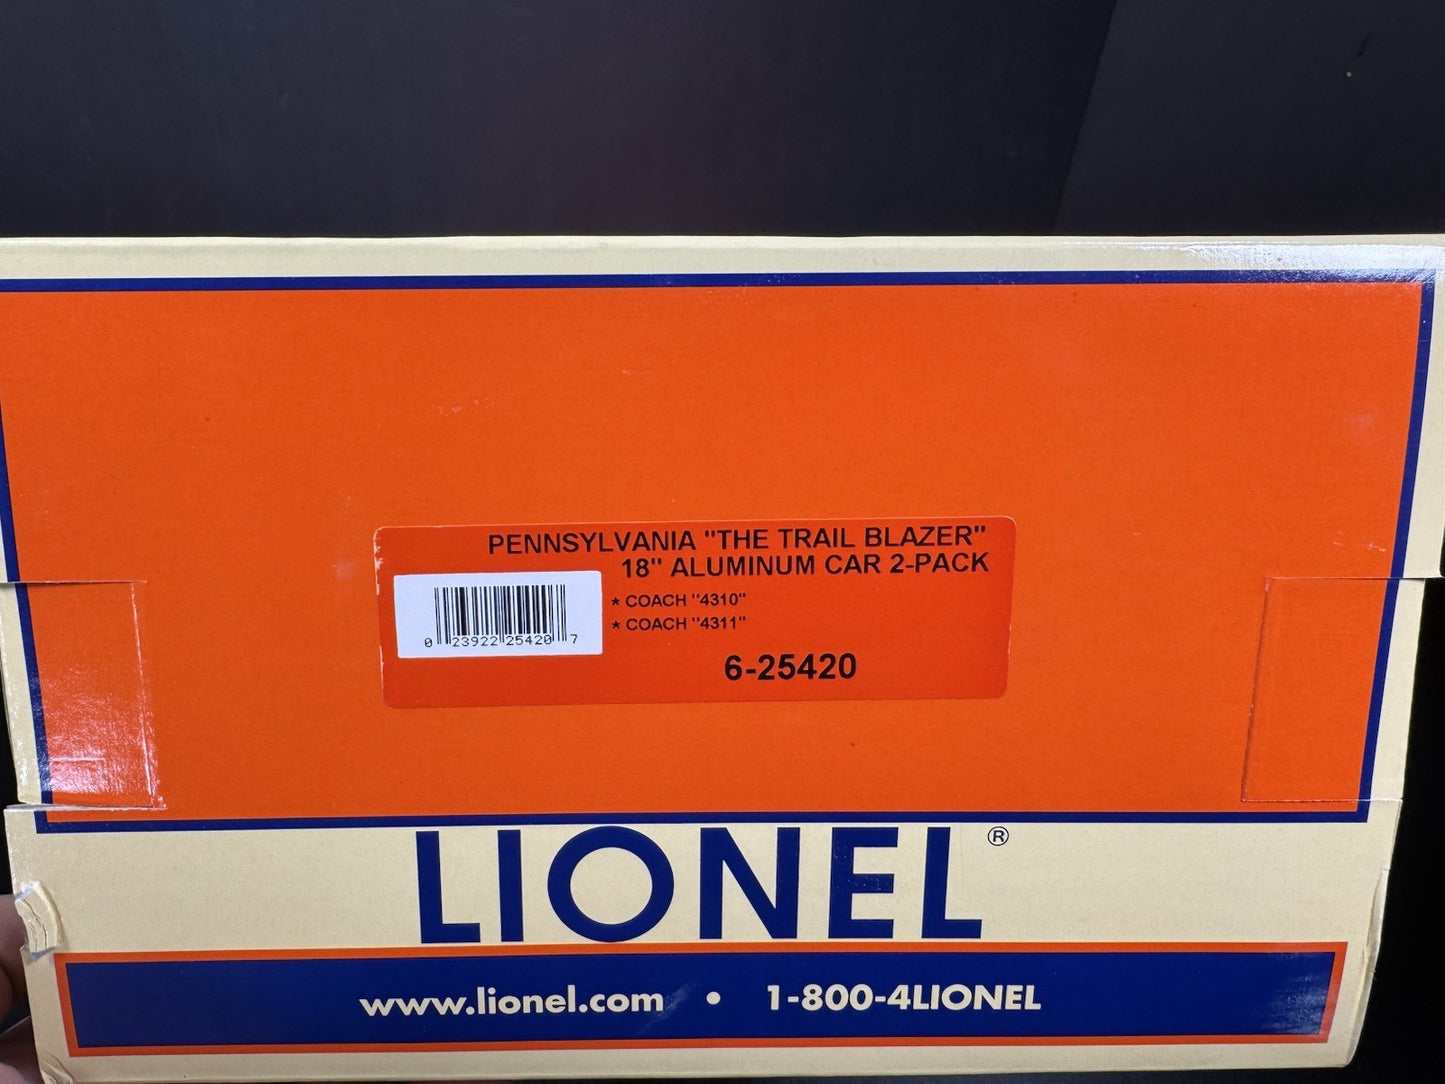 PENNSYLVANIA "THE TRAIL BLAZER"
18" ALUMINUM CAR 2-PACK
* COACH "4310"
* COACH "4311"
0 23922 25420 7
6-25420
LIONEL®
www.lionel.com • 1-800-4LIONEL